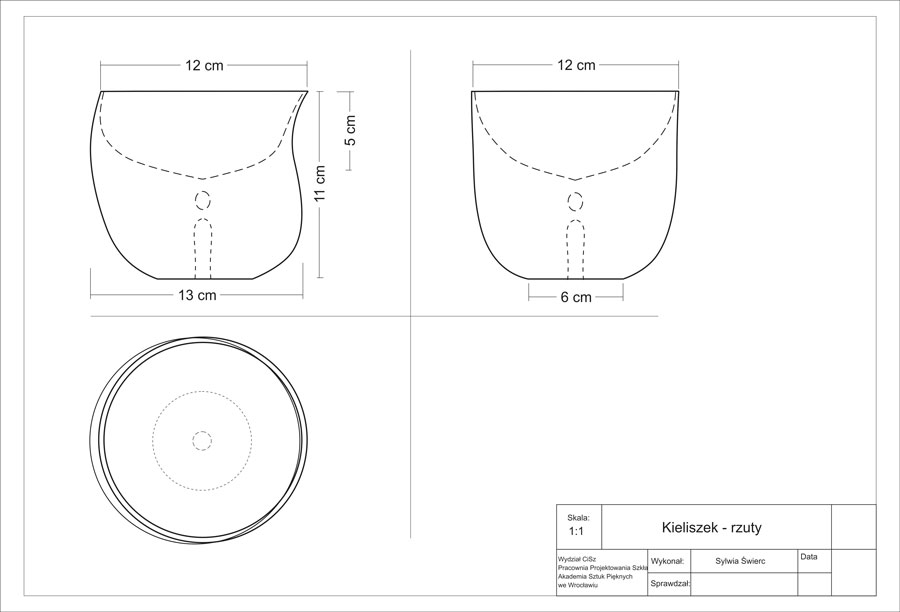 12 cm
12 cm
5 cm
11 cm
13 cm
6 cm
Skala:
1:1
Kieliszek - rzuty
Wydział CiSz
Pracownia Projektowania Szkła
Akademia Sztuk Pięknych
we Wrocławiu
Wykonał:
Sylwia Świerc
Data
Sprawdzał: